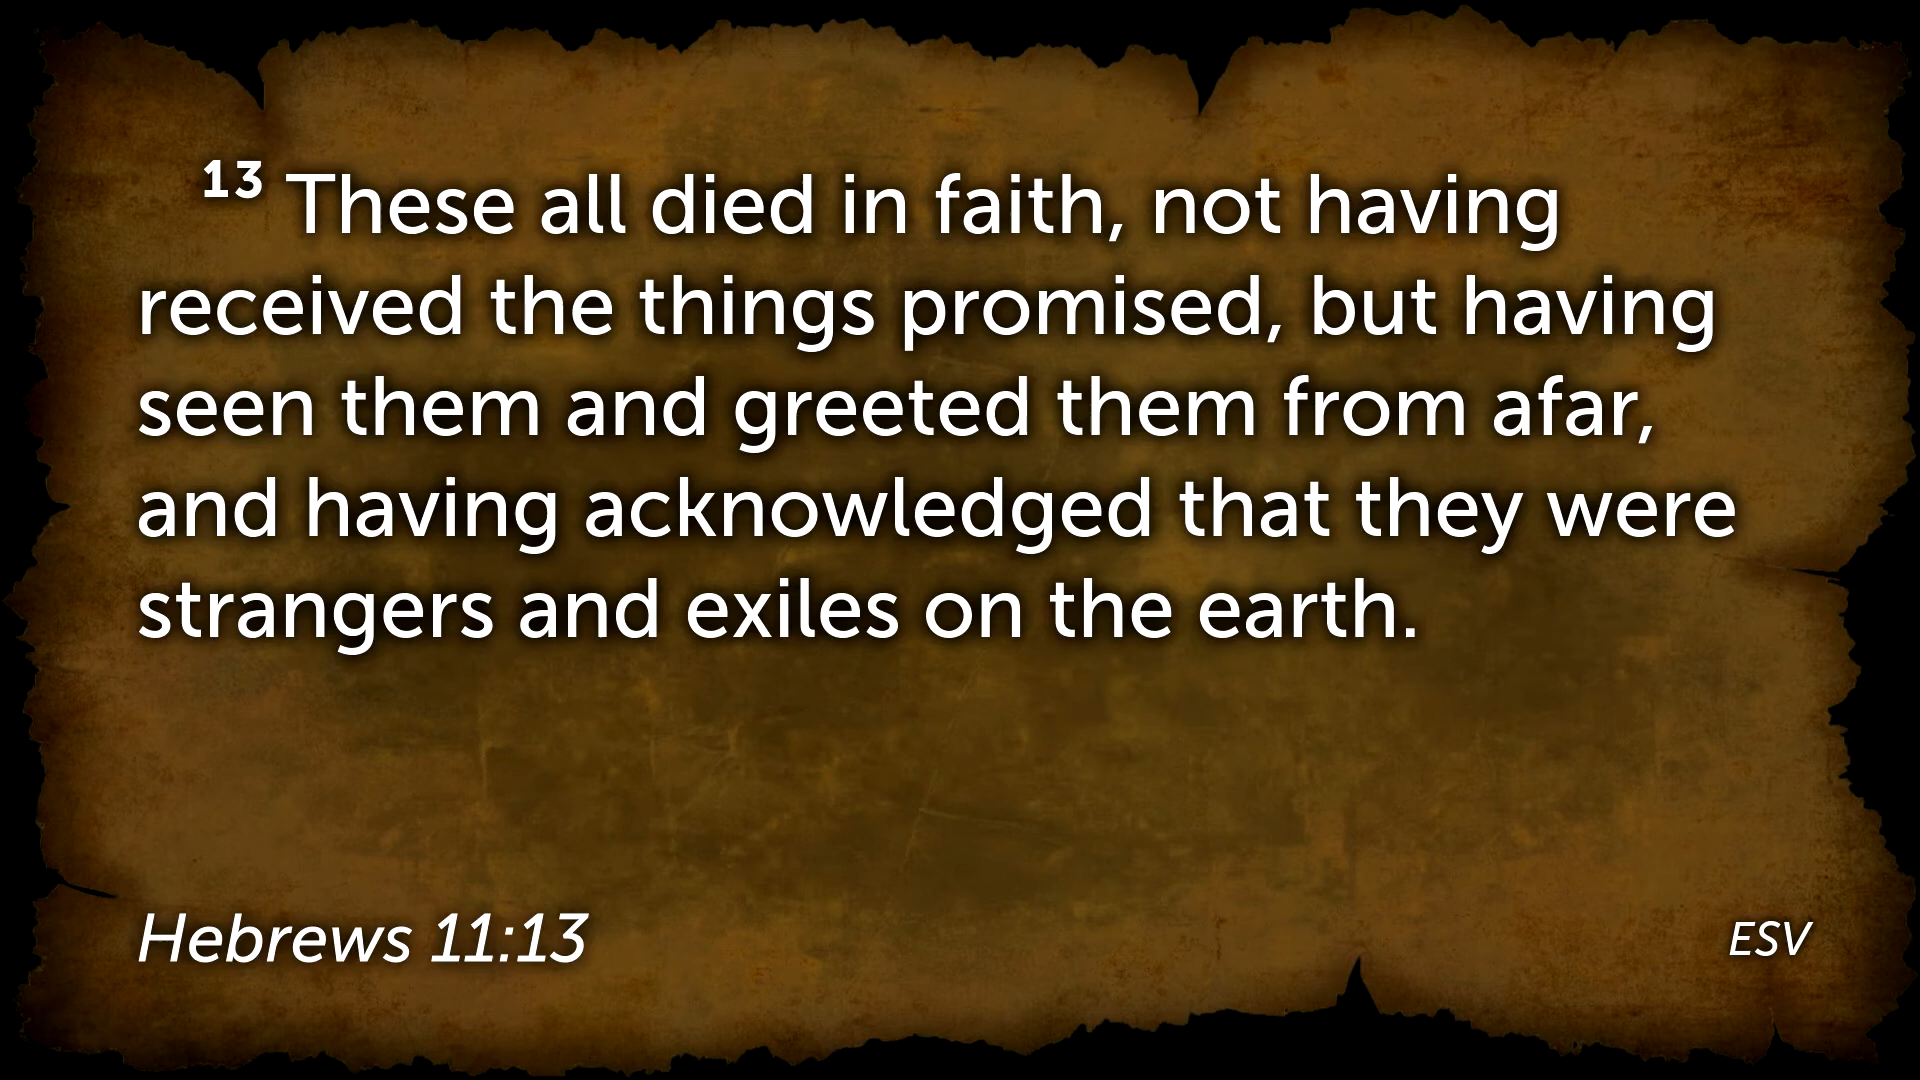 13 These all died in faith, not having
received the things promised, but having
seen them and greeted them from afar,
and having acknowledged that they were
strangers and exiles on the earth.
Hebrews 11:13
ESV